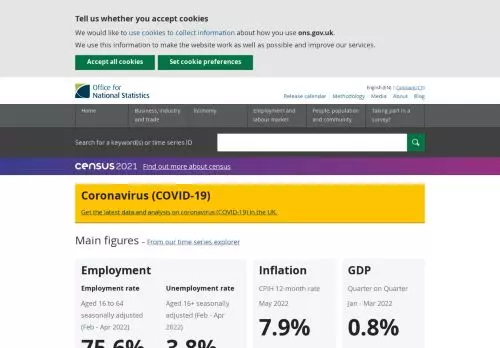 Tell us whether you accept cookies
We would like to use cookies to collect information about how you use ons.gov.uk.
We use this information to make the website work as well as possible and improve our services.
Accept all cookies
Set cookie preferences
Office for
National Statistics
English (EN) | Cymraeg (CY)
Release calendar
Methodology
Media
About
Blog
Home
Business, industry
and trade
Economy
Employment and
labour market
People, population
and community
Taking part in a
survey?
Search for a keyword(s) or time series ID
census 2021
Find out more about census
Coronavirus (COVID-19)
Get the latest data and analysis on coronavirus (COVID-19) in the UK.
Main figures - From our time series explorer
Employment
Employment rate
Aged 16 to 64
seasonally adjusted
(Feb - Apr 2022)
75.6%
Unemployment rate
Aged 16+ seasonally
adjusted (Feb - Apr
2022)
3.8%
Inflation
CPIH 12-month rate
May 2022
7.9%
GDP
Quarter on Quarter
Jan - Mar 2022
0.8%